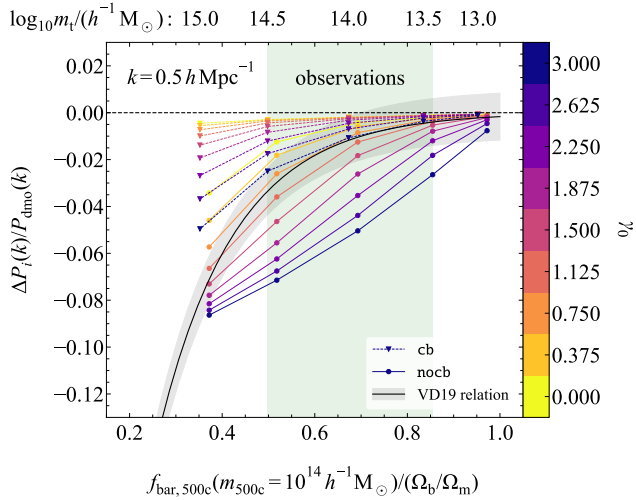 log₁₀mₜ/(h⁻¹ M☉) : 15.0 14.5 14.0 13.5 13.0
k = 0.5 h Mpc⁻¹
observations
0.02
0.00
−0.02
−0.04
−0.06
−0.08
−0.10
−0.12
ΔPᵢ(k)/P_dmo(k)
cb
nocb
VD19 relation
0.2 0.4 0.6 0.8 1.0
f_bar, 500c(m_500c = 10¹⁴ h⁻¹ M☉)/(Ω_b/Ω_m)
3.000
2.625
2.250
1.875
1.500
1.125
0.750
0.375
0.000
γ₀